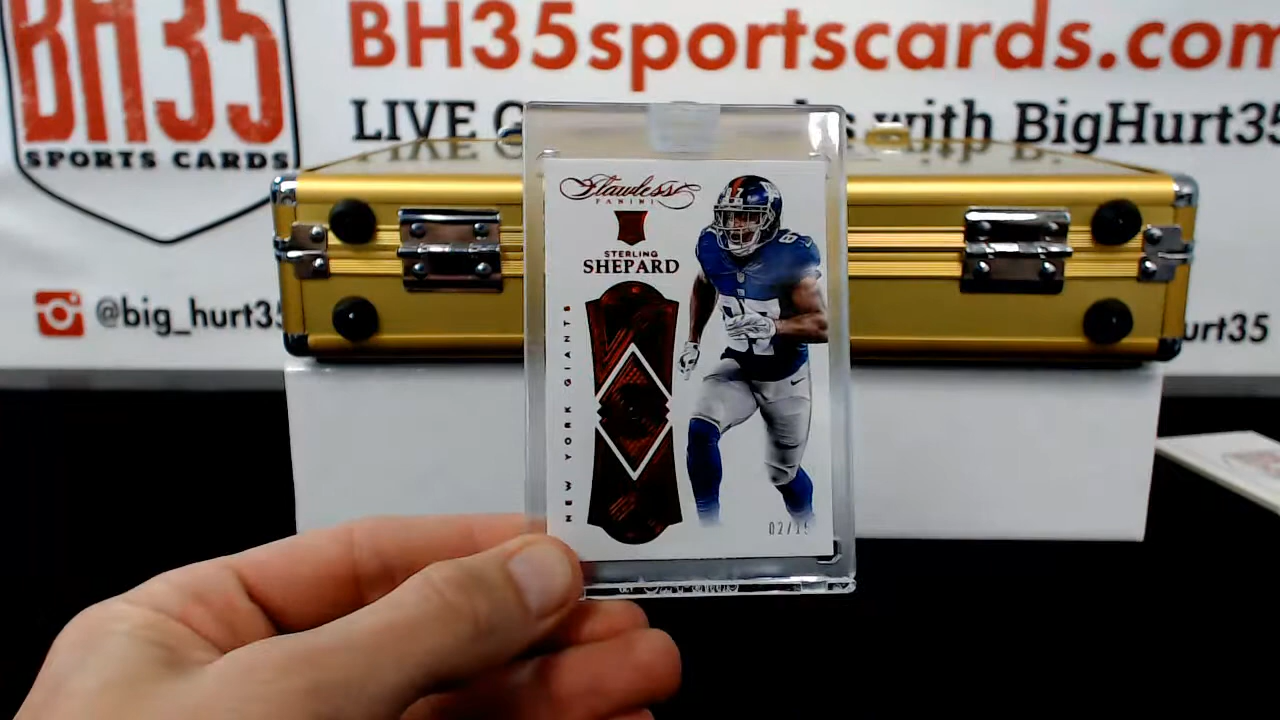 BH35
SPORTS CARDS
BH35sportscards.com
LIVE G with BigHurt35
@big_hurt35
urt35
Flawless
PANINI
STERLING
SHEPARD
NEW YORK GIANTS
87
02/15